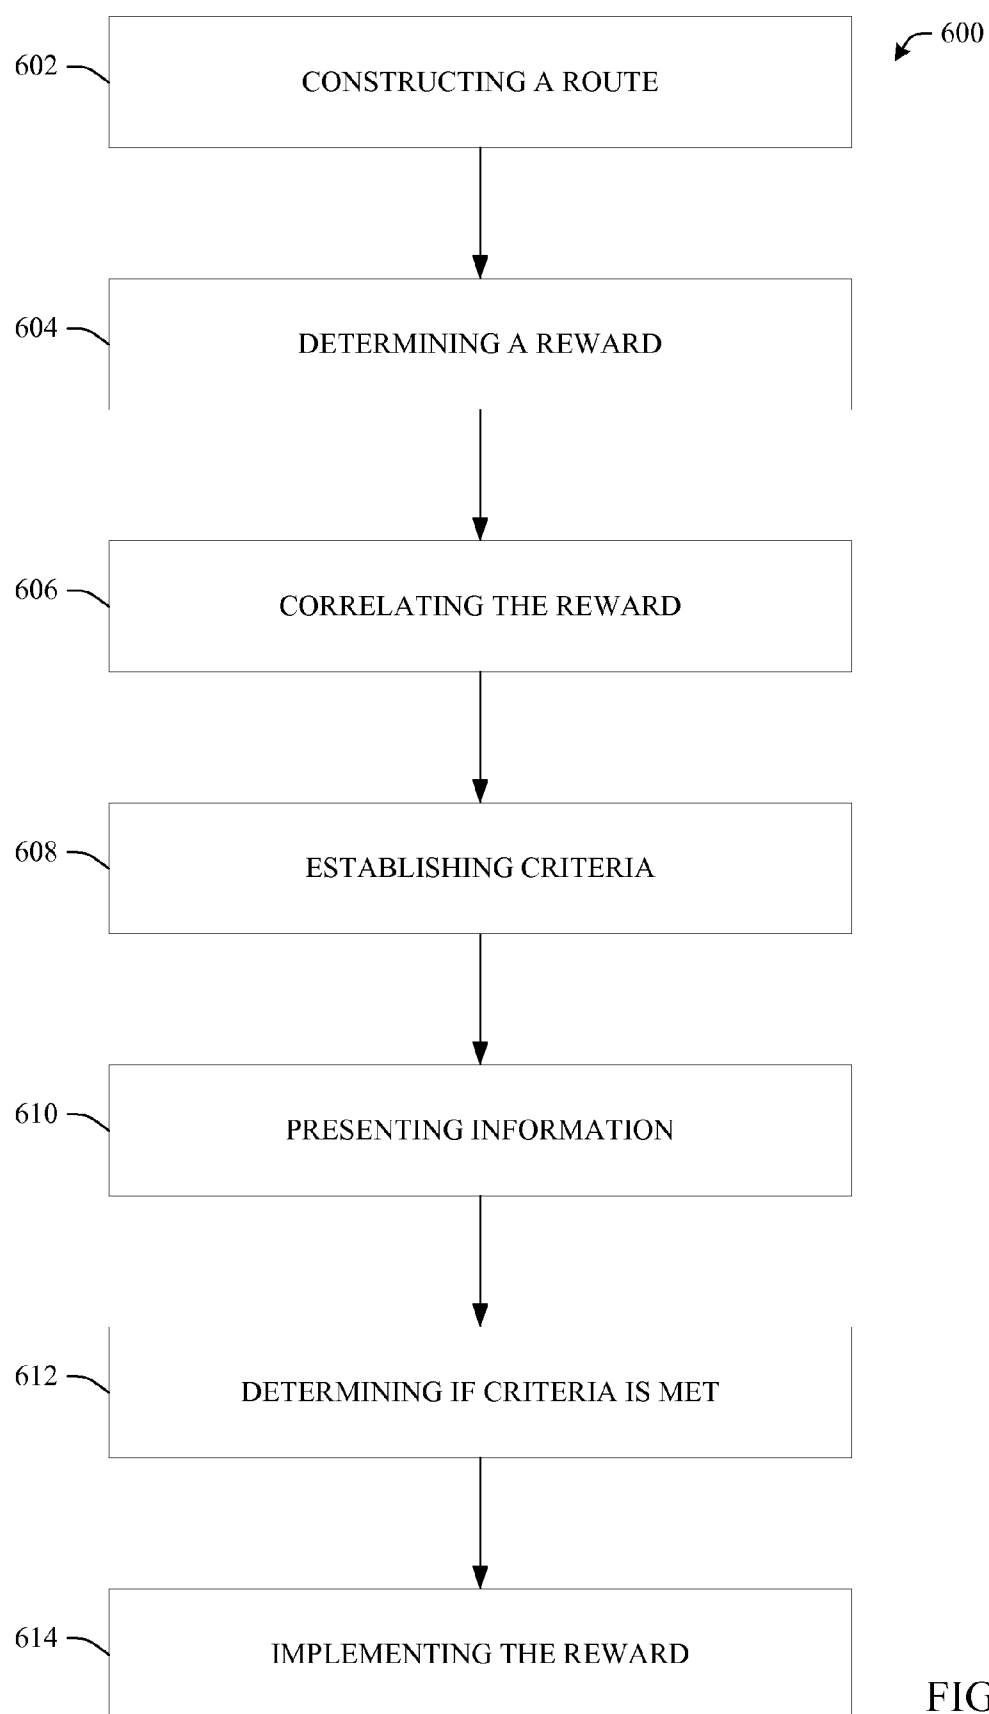 600
602
CONSTRUCTING A ROUTE
604
DETERMINING A REWARD
606
CORRELATING THE REWARD
608
ESTABLISHING CRITERIA
610
PRESENTING INFORMATION
612
DETERMINING IF CRITERIA IS MET
614
IMPLEMENTING THE REWARD
FIG